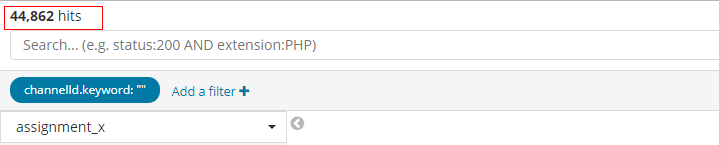 44,862 hits
Search... (e.g. status:200 AND extension:PHP)
channelId.keyword: "" Add a filter +
assignment_x